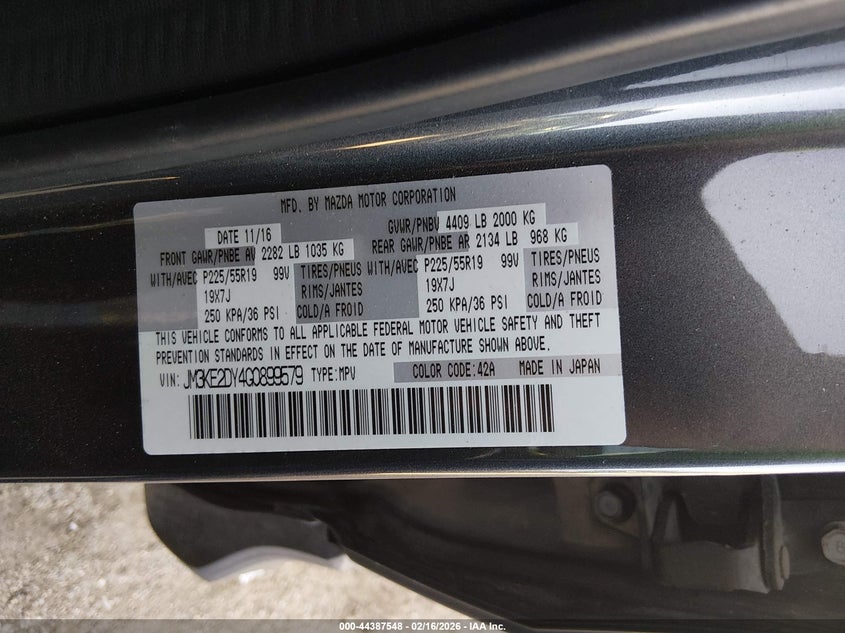 MFD. BY MAZDA MOTOR CORPORATION
DATE 11/16 GVWR/PNBV 4409 LB 2000 KG
FRONT GAWR/PNBE AV 2282 LB 1035 KG REAR GAWR/PNBE AR 2134 LB 968 KG
WITH/AVEC P225/55R19 99V TIRES/PNEUS WITH/AVEC P225/55R19 99V TIRES/PNEUS
19X7J RIMS/JANTES 19X7J RIMS/JANTES
250 KPA/36 PSI COLD/A FROID 250 KPA/36 PSI COLD/A FROID
THIS VEHICLE CONFORMS TO ALL APPLICABLE FEDERAL MOTOR VEHICLE SAFETY AND THEFT
PREVENTION STANDARDS IN EFFECT ON THE DATE OF MANUFACTURE SHOWN ABOVE.
VIN: JM3KE2DY4G0899579 TYPE:MPV COLOR CODE:42A MADE IN JAPAN
000-44387548 - 02/16/2026 - IAA Inc.